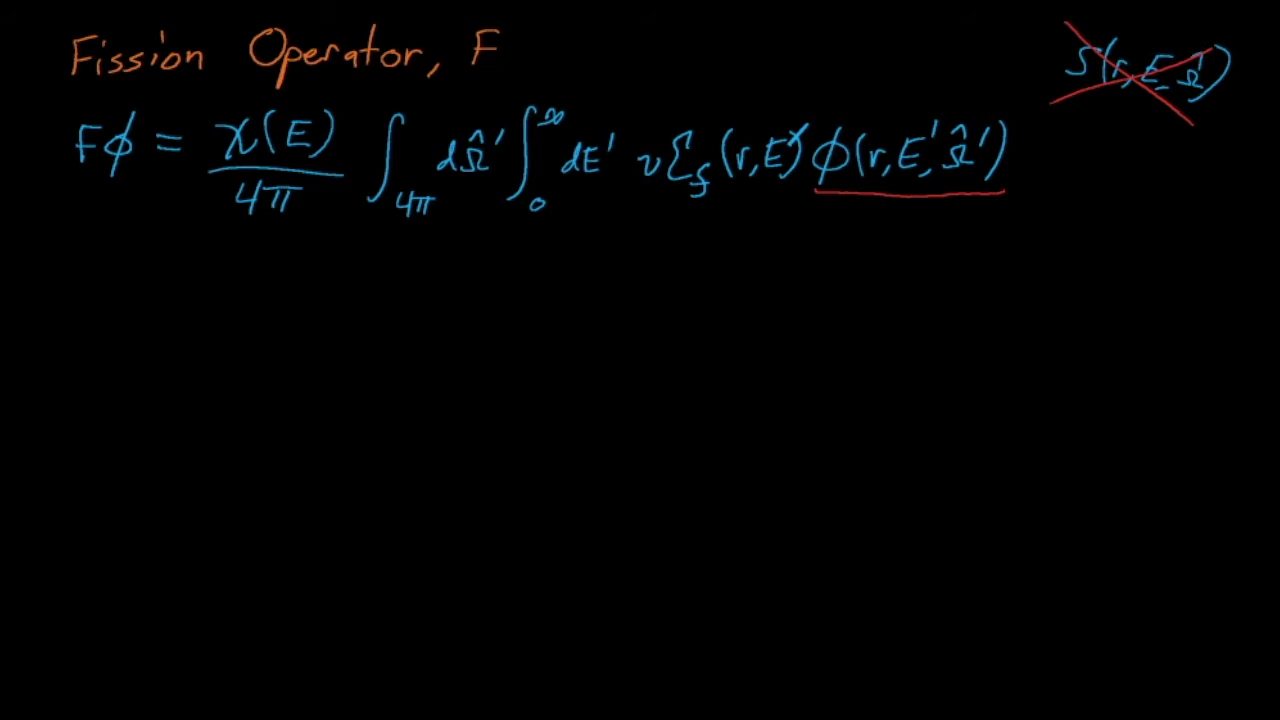 Fission Operator, F
S(r, E, Ω̂)
Fϕ = χ(E)/4π ∫_4π dΩ̂' ∫_0^∞ dE' νΣ_f(r,E') ϕ(r,E',Ω̂')